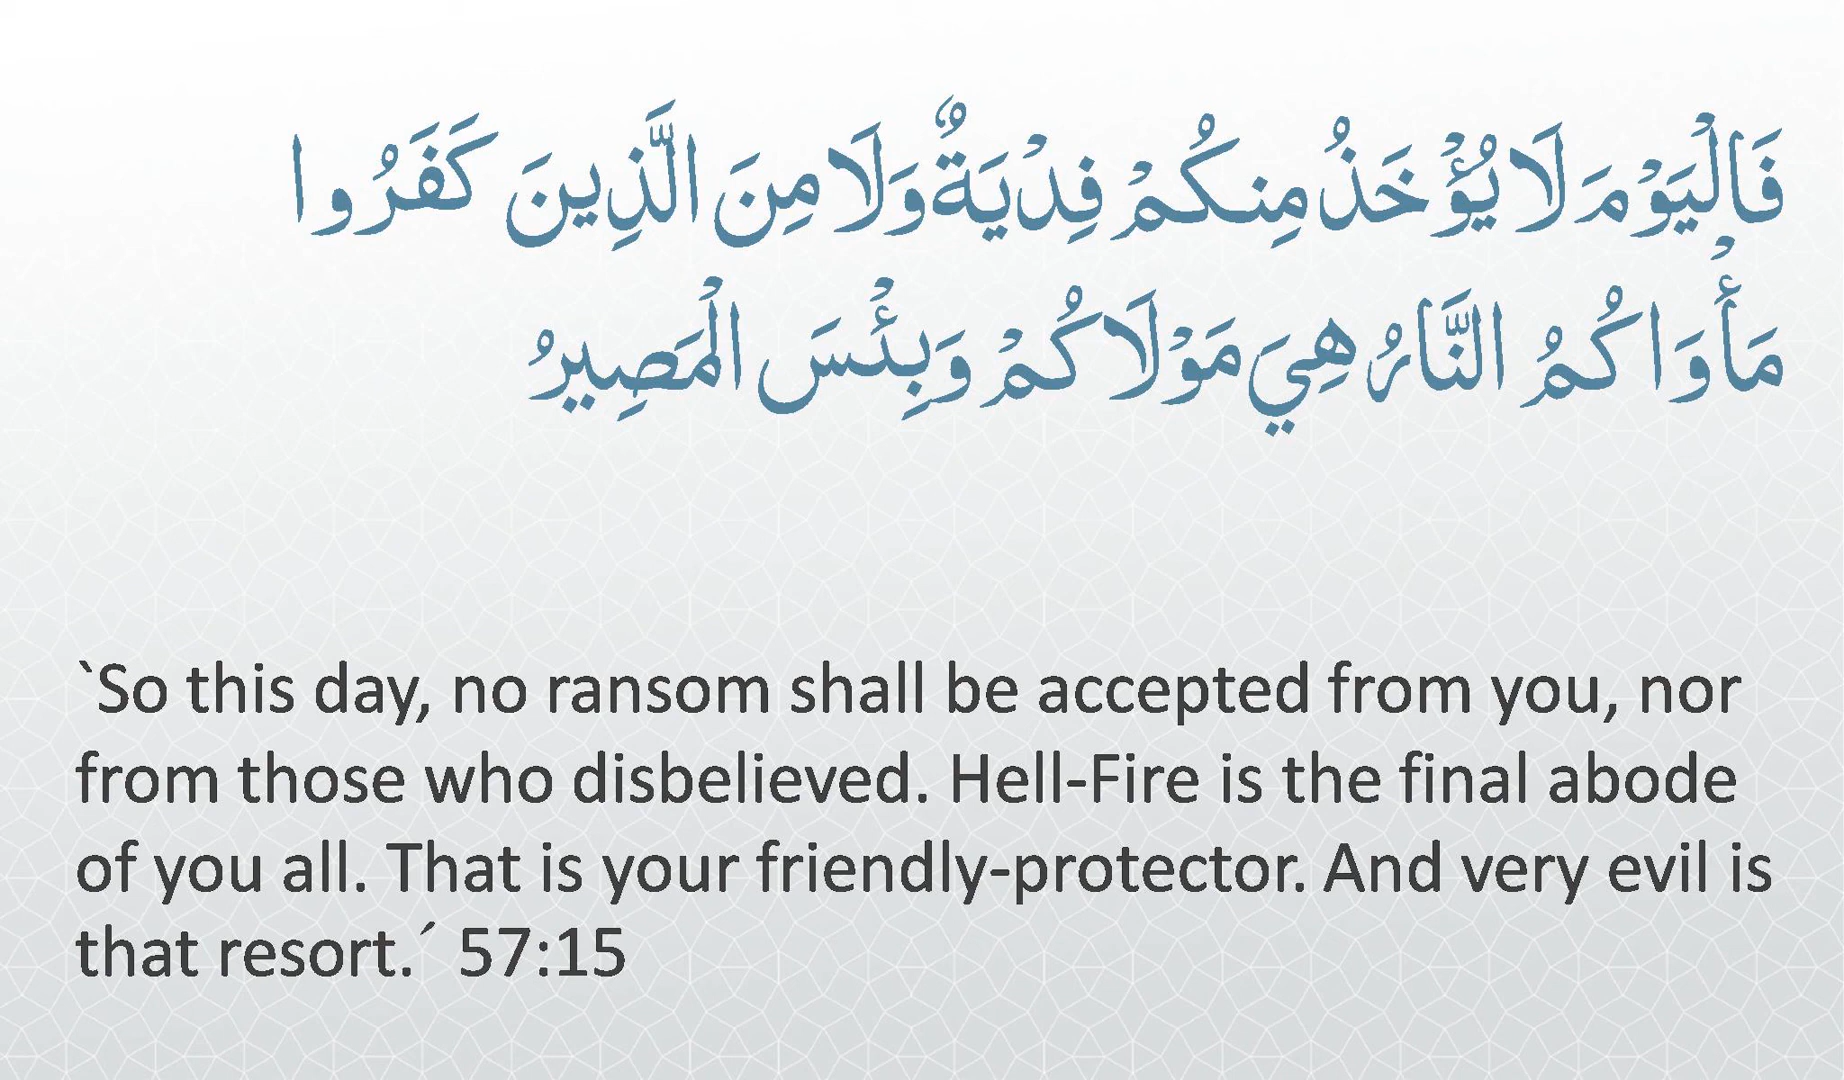 فَالْيَوْمَ لَا يُؤْخَذُ مِنكُمْ فِدْيَةٌ وَلَا مِنَ الَّذِينَ كَفَرُوا
مَأْوَاكُمُ النَّارُ هِيَ مَوْلَاكُمْ وَبِئْسَ الْمَصِيرُ
`So this day, no ransom shall be accepted from you, nor
from those who disbelieved. Hell-Fire is the final abode
of you all. That is your friendly-protector. And very evil is
that resort.´ 57:15